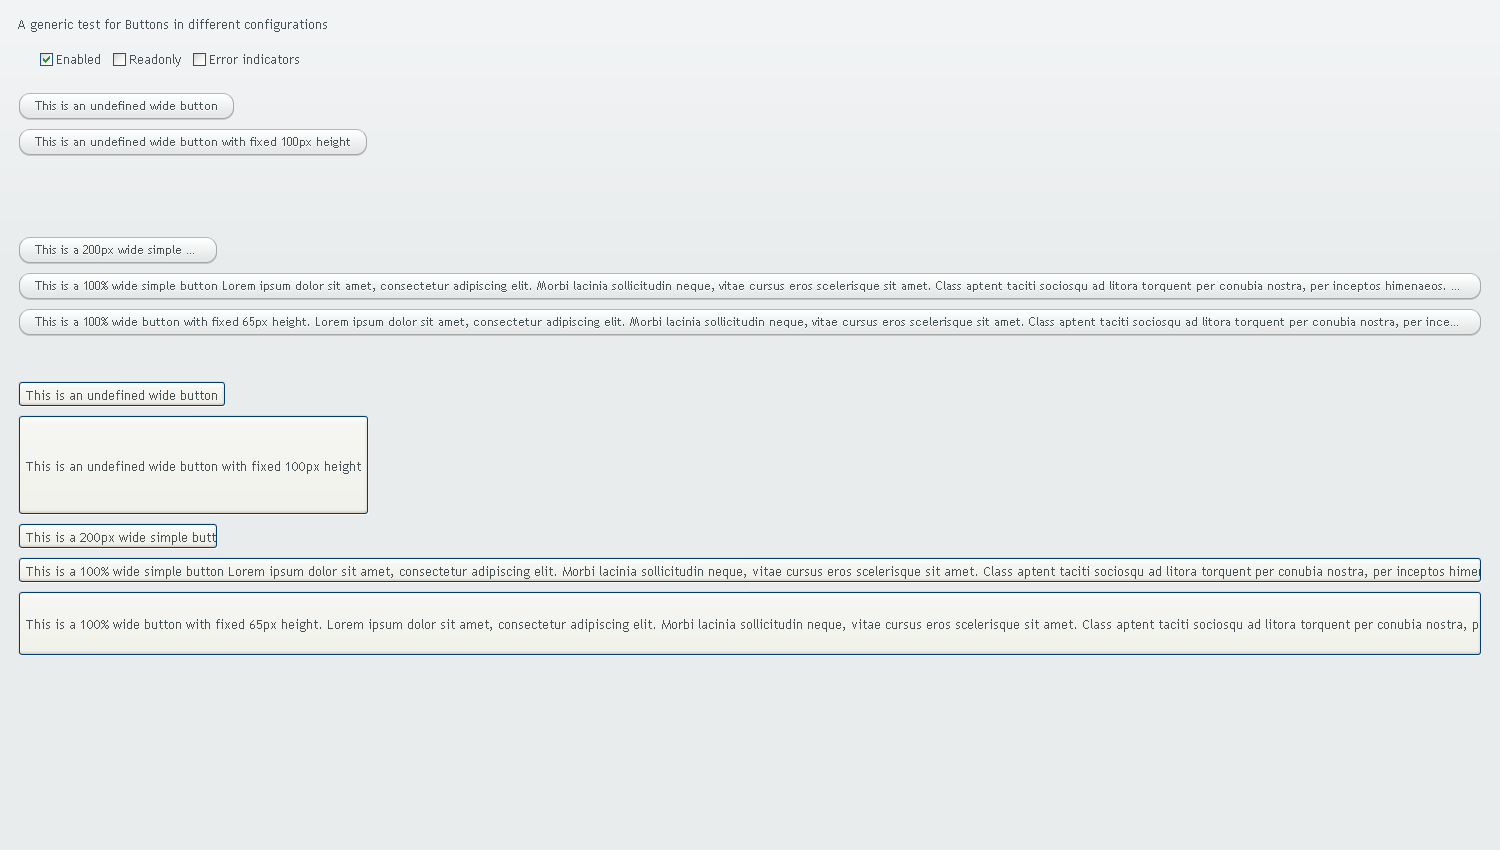 A generic test for Buttons in different configurations
Enabled Readonly Error indicators
This is an undefined wide button
This is an undefined wide button with fixed 100px height
This is a 200px wide simple ...
This is a 100% wide simple button Lorem ipsum dolor sit amet, consectetur adipiscing elit. Morbi lacinia sollicitudin neque, vitae cursus eros scelerisque sit amet. Class aptent taciti sociosqu ad litora torquent per conubia nostra, per inceptos himenaeos. ...
This is a 100% wide button with fixed 65px height. Lorem ipsum dolor sit amet, consectetur adipiscing elit. Morbi lacinia sollicitudin neque, vitae cursus eros scelerisque sit amet. Class aptent taciti sociosqu ad litora torquent per conubia nostra, per ince...
This is an undefined wide button
This is an undefined wide button with fixed 100px height
This is a 200px wide simple butt
This is a 100% wide simple button Lorem ipsum dolor sit amet, consectetur adipiscing elit. Morbi lacinia sollicitudin neque, vitae cursus eros scelerisque sit amet. Class aptent taciti sociosqu ad litora torquent per conubia nostra, per inceptos hime
This is a 100% wide button with fixed 65px height. Lorem ipsum dolor sit amet, consectetur adipiscing elit. Morbi lacinia sollicitudin neque, vitae cursus eros scelerisque sit amet. Class aptent taciti sociosqu ad litora torquent per conubia nostra, p